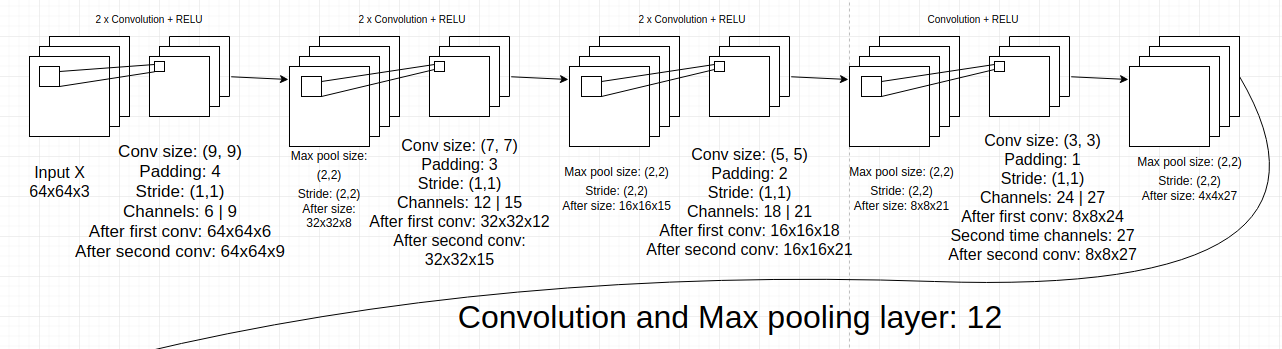 2 x Convolution + RELU
2 x Convolution + RELU
2 x Convolution + RELU
Convolution + RELU
Input X
64x64x3
Conv size: (9, 9)
Padding: 4
Stride: (1,1)
Channels: 6 | 9
After first conv: 64x64x6
After second conv: 64x64x9
Max pool size:
(2,2)
Stride: (2,2)
After size:
32x32x8
Conv size: (7, 7)
Padding: 3
Stride: (1,1)
Channels: 12 | 15
After first conv: 32x32x12
After second conv:
32x32x15
Max pool size: (2,2)
Stride: (2,2)
After size: 16x16x15
Conv size: (5, 5)
Padding: 2
Stride: (1,1)
Channels: 18 | 21
After first conv: 16x16x18
After second conv: 16x16x21
Max pool size: (2,2)
Stride: (2,2)
After size: 8x8x21
Conv size: (3, 3)
Padding: 1
Stride: (1,1)
Channels: 24 | 27
After first conv: 8x8x24
Second time channels: 27
After second conv: 8x8x27
Max pool size: (2,2)
Stride: (2,2)
After size: 4x4x27
Convolution and Max pooling layer: 12